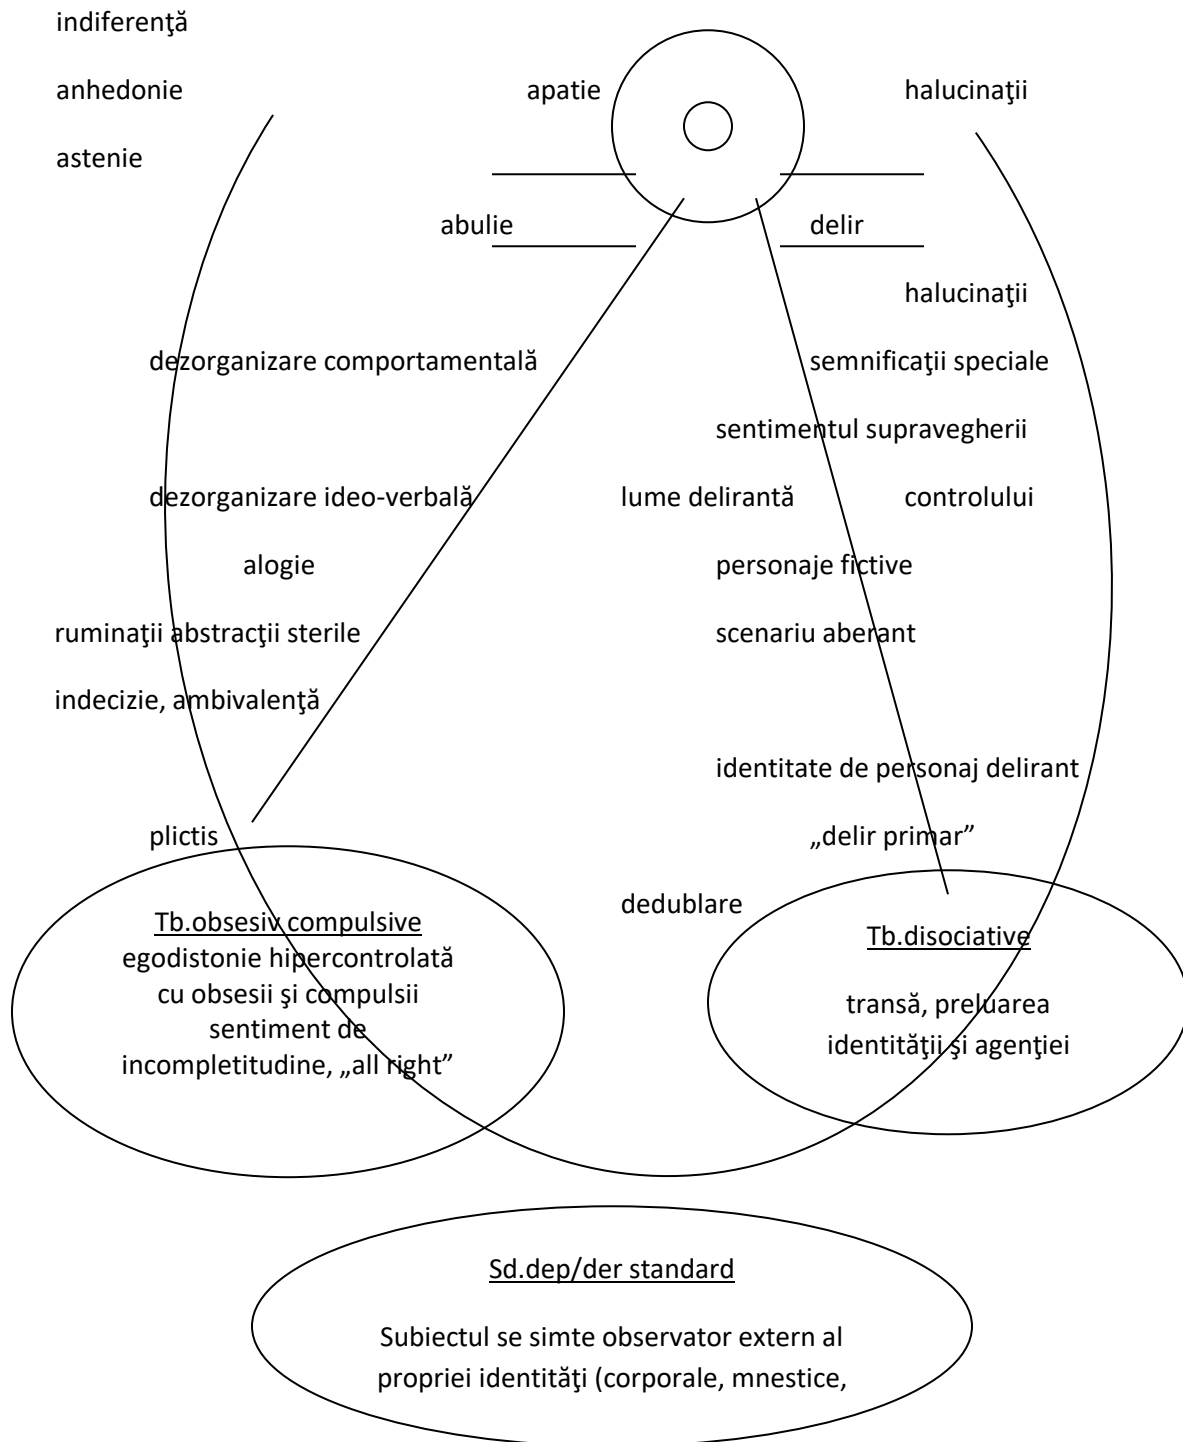 indiferenţă
anhedonie apatie halucinaţii
astenie
abulie delir
halucinaţii
dezorganizare comportamentală semnificaţii speciale
sentimentul supravegherii
dezorganizare ideo-verbală lume delirantă controlului
alogie personaje fictive
ruminaţii abstracţii sterile scenariu aberant
indecizie, ambivalenţă
identitate de personaj delirant
plictis „delir primar”
dedublare
Tb.obsesiv compulsive
egodistonie hipercontrolată
cu obsesii şi compulsii
sentiment de
incompletitudine, „all right”
Tb.disociative
transă, preluarea
identităţii şi agenţiei
Sd.dep/der standard
Subiectul se simte observator extern al
propriei identităţi (corporale, mnestice,